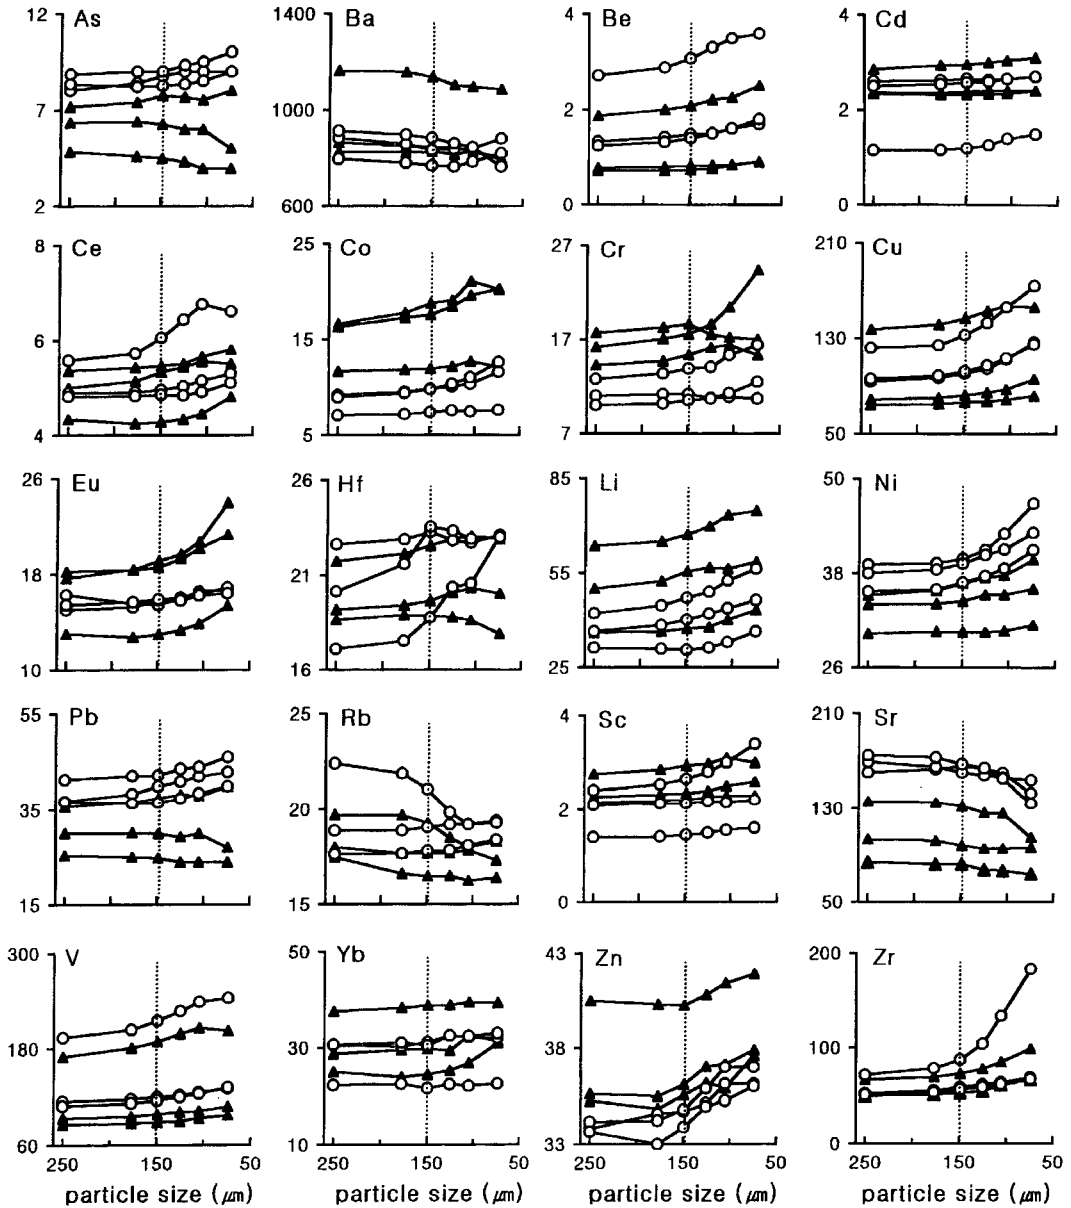 As Ba Be Cd
12 1400 4 4
7 1000 2 2
2 600 0 0
Ce Co Cr Cu
8 25 27 210
6 15 17 130
4 5 7 50
Eu Hf Li Ni
26 26 85 50
18 21 55 38
10 16 25 26
Pb Rb Sc Sr
55 25 4 210
35 20 2 130
15 15 0 50
V Yb Zn Zr
300 50 43 200
180 30 38 100
60 10 33 0
250 150 50 250 150 50 250 150 50 250 150 50
particle size (μm) particle size (μm) particle size (μm) particle size (μm)